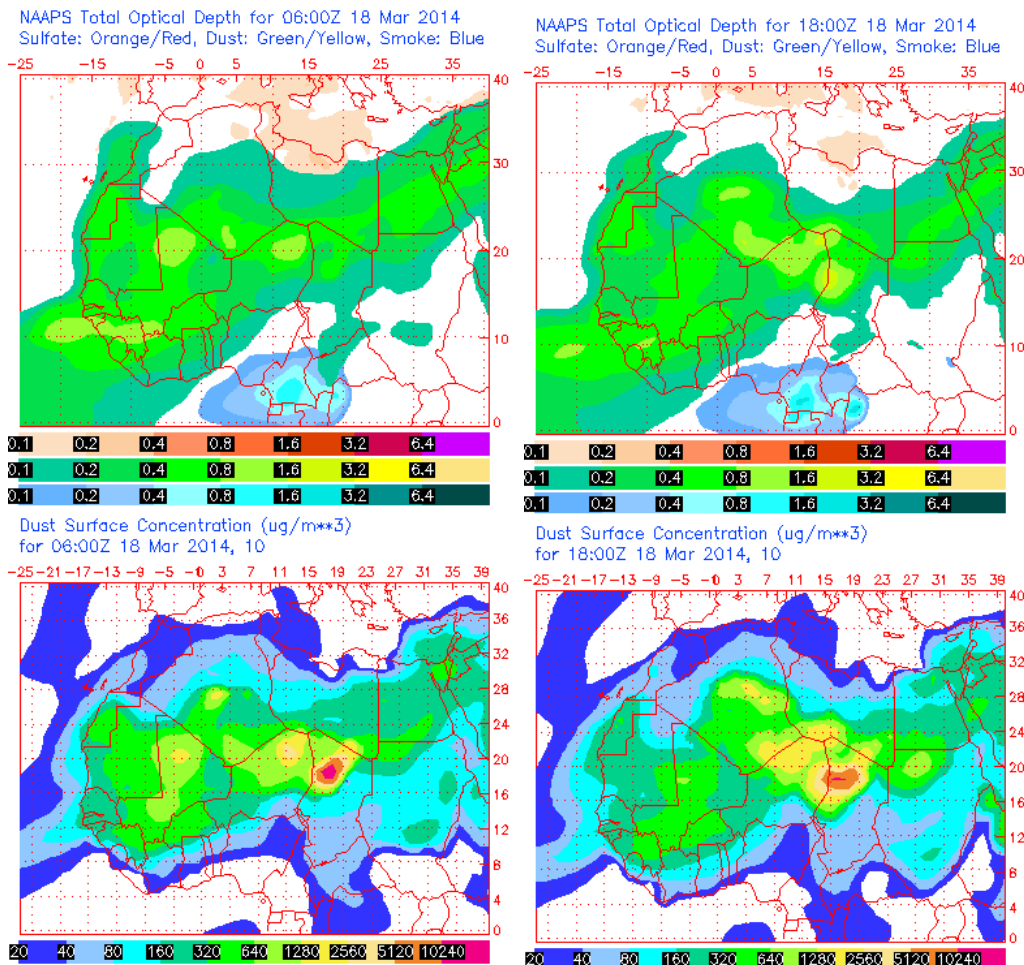 NAAPS Total Optical Depth for 06:00Z 18 Mar 2014
Sulfate: Orange/Red, Dust: Green/Yellow, Smoke: Blue
-25 -15 0 5 15 25 35
40
30
20
10
0
0.1 0.2 0.4 0.8 1.6 3.2 6.4
0.1 0.2 0.4 0.8 1.6 3.2 6.4
0.1 0.2 0.4 0.8 1.6 3.2 6.4
NAAPS Total Optical Depth for 18:00Z 18 Mar 2014
Sulfate: Orange/Red, Dust: Green/Yellow, Smoke: Blue
-25 -15 0 5 15 25 35
40
30
20
10
0
0.1 0.2 0.4 0.8 1.6 3.2 6.4
0.1 0.2 0.4 0.8 1.6 3.2 6.4
0.1 0.2 0.4 0.8 1.6 3.2 6.4
Dust Surface Concentration (ug/m**3)
for 06:00Z 18 Mar 2014, 10
-25 -21 -17 -13 -9 -5 -0 3 7 11 15 19 23 27 31 35 39
40
36
32
28
24
20
16
12
8
4
0
20 40 80 160 320 640 1280 2560 5120 10240
Dust Surface Concentration (ug/m**3)
for 18:00Z 18 Mar 2014, 10
-25 -21 -17 -13 -9 -5 -0 3 7 11 15 19 23 27 31 35 39
40
36
32
28
24
20
16
12
8
4
0
20 40 80 160 320 640 1280 2560 5120 10240